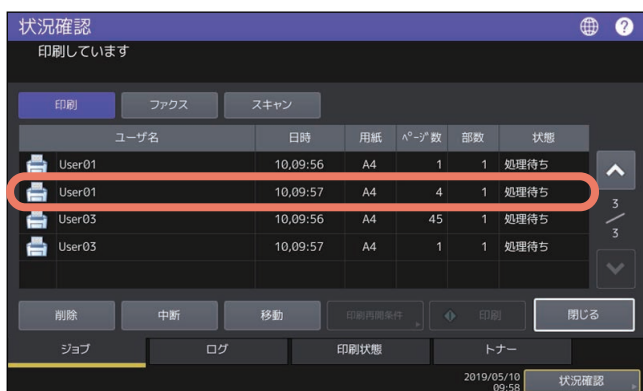 状況確認
?
印刷しています
印刷 ファクス スキャン
ユーザ名 日時 用紙 ﾍﾟｰｼﾞ数 部数 状態
User01 10,09:56 A4 1 1 処理待ち
User01 10,09:57 A4 4 1 処理待ち
User03 10,09:56 A4 45 1 処理待ち
User03 10,09:57 A4 1 1 処理待ち
3
3
削除 中断 移動 印刷再開条件 印刷 閉じる
ジョブ ログ 印刷状態 トナー
2019/05/10
09:58
状況確認